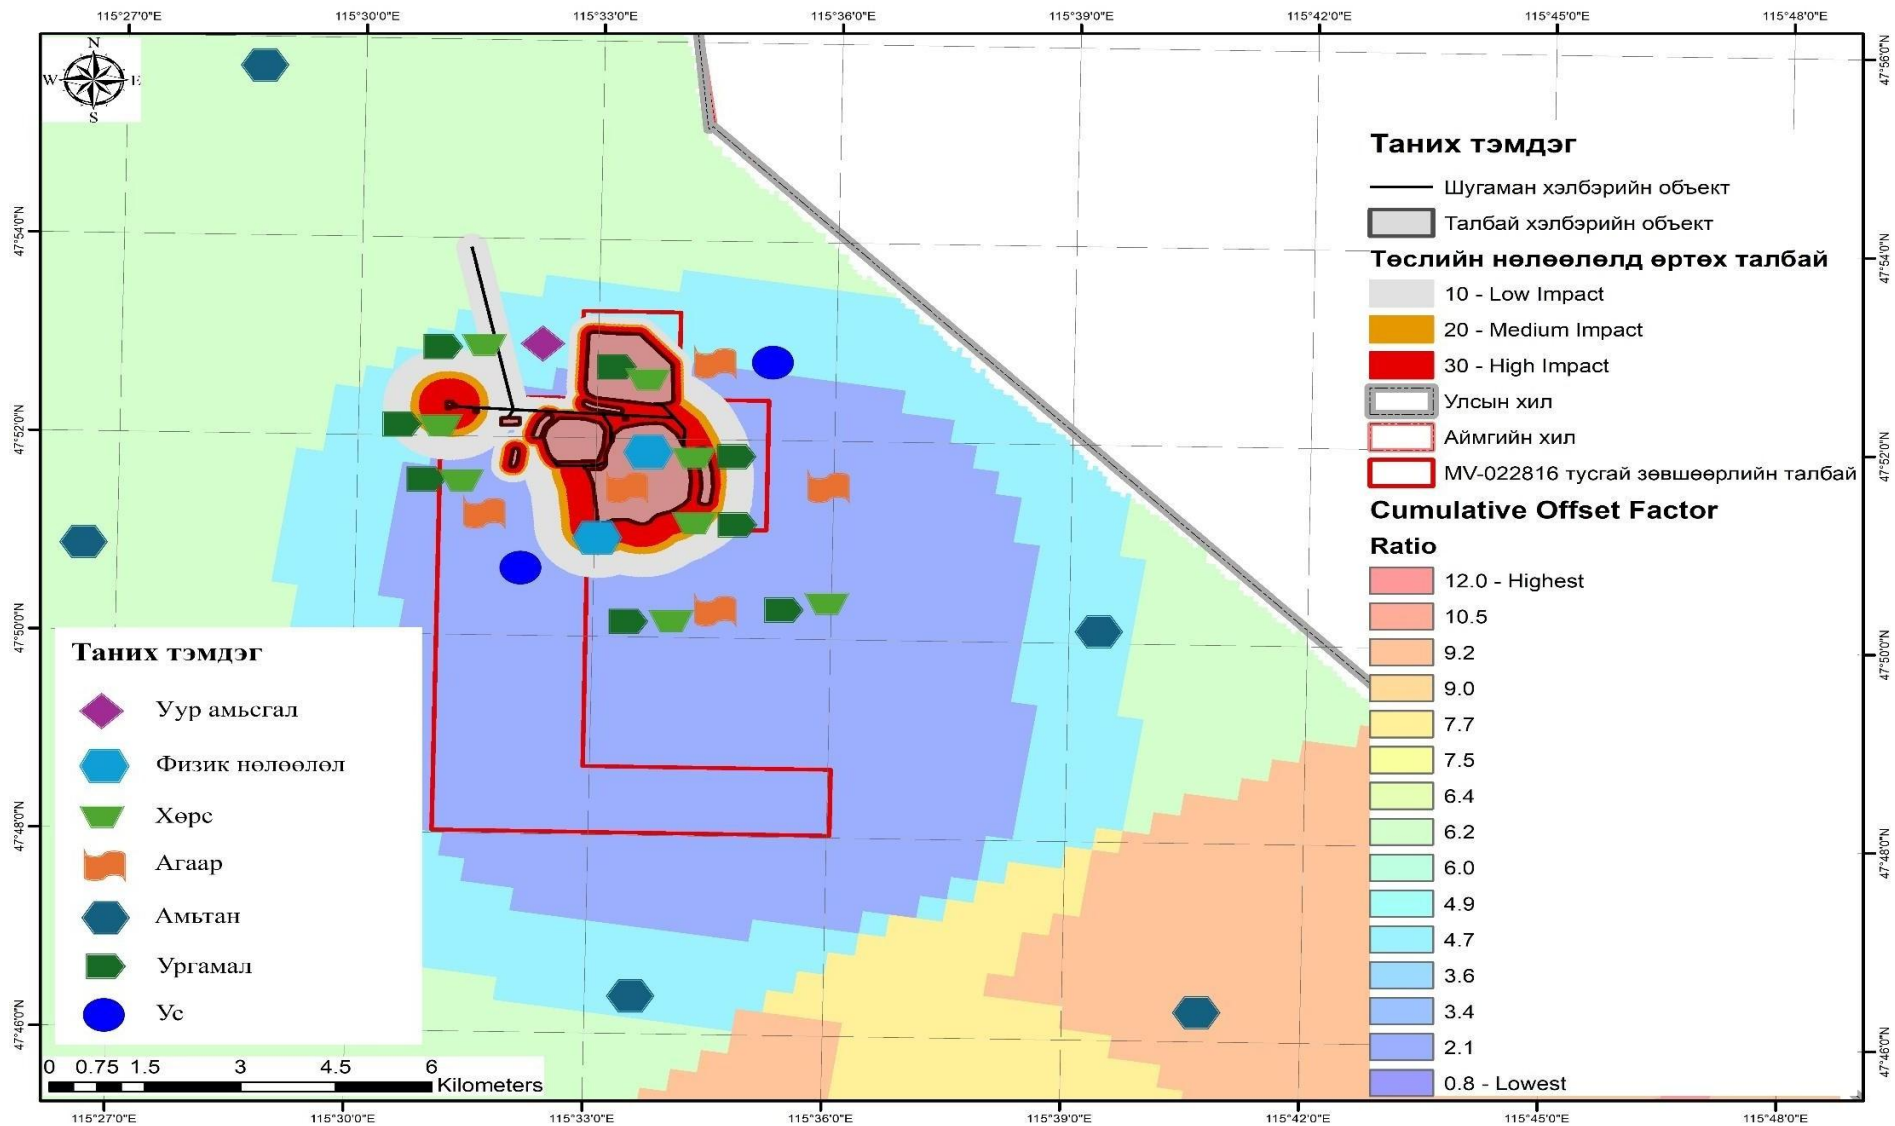 115°27'0"E 115°30'0"E 115°33'0"E 115°36'0"E 115°39'0"E 115°42'0"E 115°45'0"E 115°48'0"E
N
W E
S
47°56'0"N
47°54'0"N
47°54'0"N
47°52'0"N
47°52'0"N
47°50'0"N
47°50'0"N
47°48'0"N
47°48'0"N
47°46'0"N
47°46'0"N
Таних тэмдэг
Шугаман хэлбэрийн объект
Талбай хэлбэрийн объект
Төслийн нөлөөлөлд өртөх талбай
10 - Low Impact
20 - Medium Impact
30 - High Impact
Улсын хил
Аймгийн хил
MV-022816 тусгай зөвшөөрлийн талбай
Cumulative Offset Factor
Ratio
12.0 - Highest
10.5
9.2
9.0
7.7
7.5
6.4
6.2
6.0
4.9
4.7
3.6
3.4
2.1
0.8 - Lowest
Таних тэмдэг
Уур амьсгал
Физик нөлөөлөл
Хөрс
Агаар
Амьтан
Ургамал
Ус
0 0.75 1.5 3 4.5 6
Kilometers
115°27'0"E 115°30'0"E 115°33'0"E 115°36'0"E 115°39'0"E 115°42'0"E 115°45'0"E 115°48'0"E